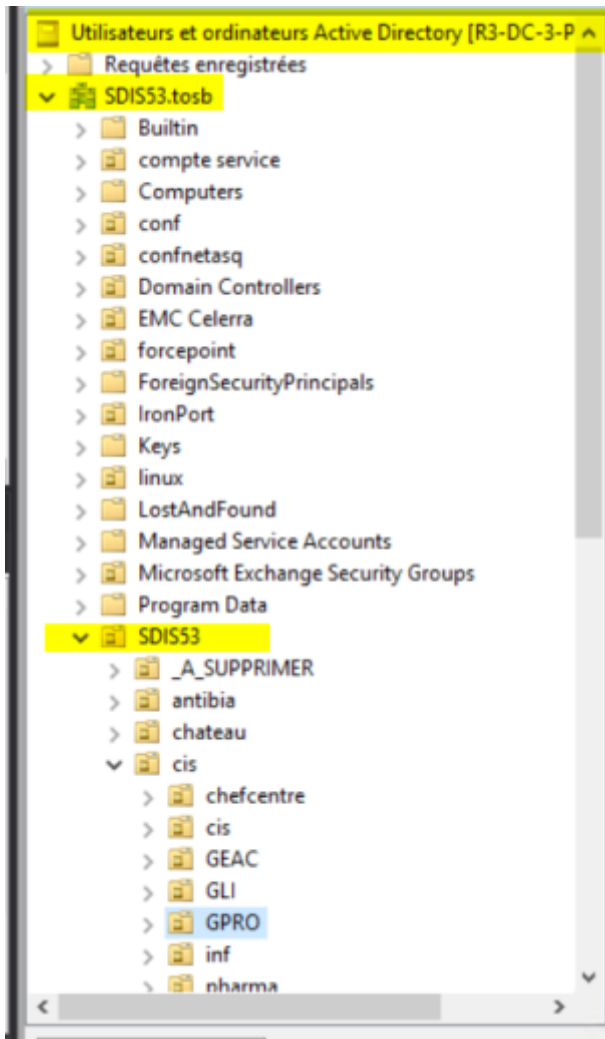 Utilisateurs et ordinateurs Active Directory [R3-DC-3-P
Requêtes enregistrées
SDIS53.tosb
Builtin
compte service
Computers
conf
confnetasq
Domain Controllers
EMC Celerra
forcepoint
ForeignSecurityPrincipals
IronPort
Keys
linux
LostAndFound
Managed Service Accounts
Microsoft Exchange Security Groups
Program Data
SDIS53
_A_SUPPRIMER
antibia
chateau
cis
chefcentre
cis
GEAC
GLI
GPRO
inf
pharma